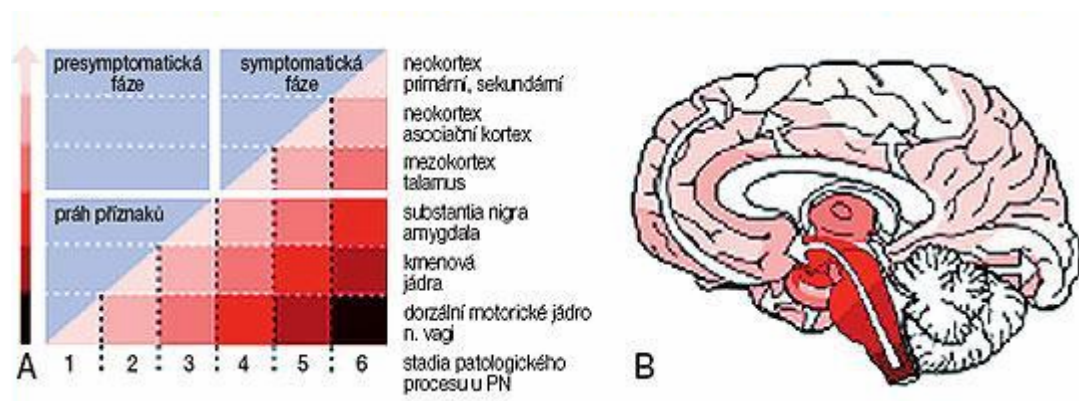 presymptomatická
fáze
symptomatická
fáze
práh příznaků
neokortex
primární, sekundární
neokortex
asociační kortex
mezokortex
talamus
substantia nigra
amygdala
kmenová
jádra
dorzální motorické jádro
n. vagi
1 2 3 4 5 6
stadia patologického
procesu u PN
A
B